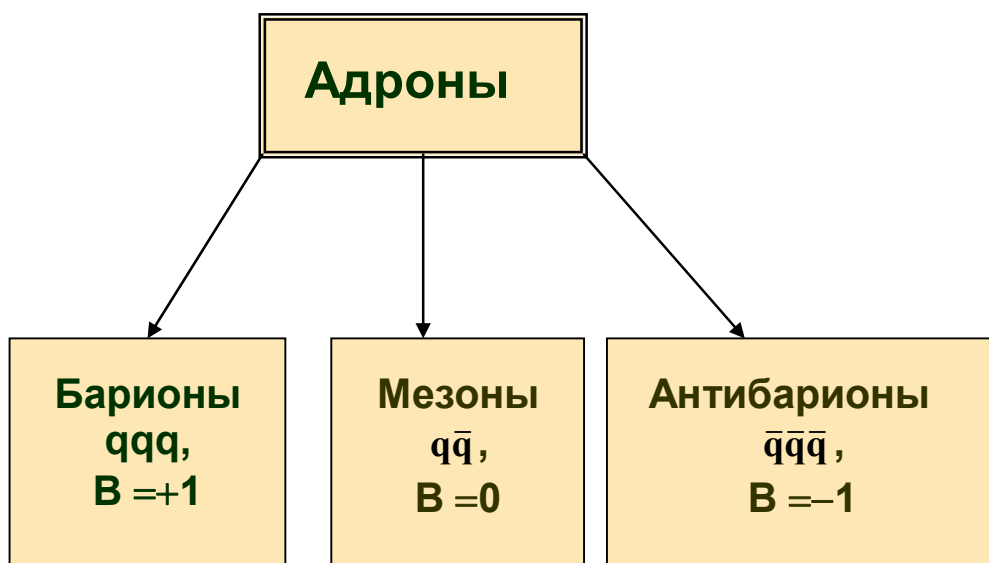 Адроны
Барионы
qqq,
B =+1
Мезоны
qq̄,
B =0
Антибарионы
q̄q̄q̄,
B =–1